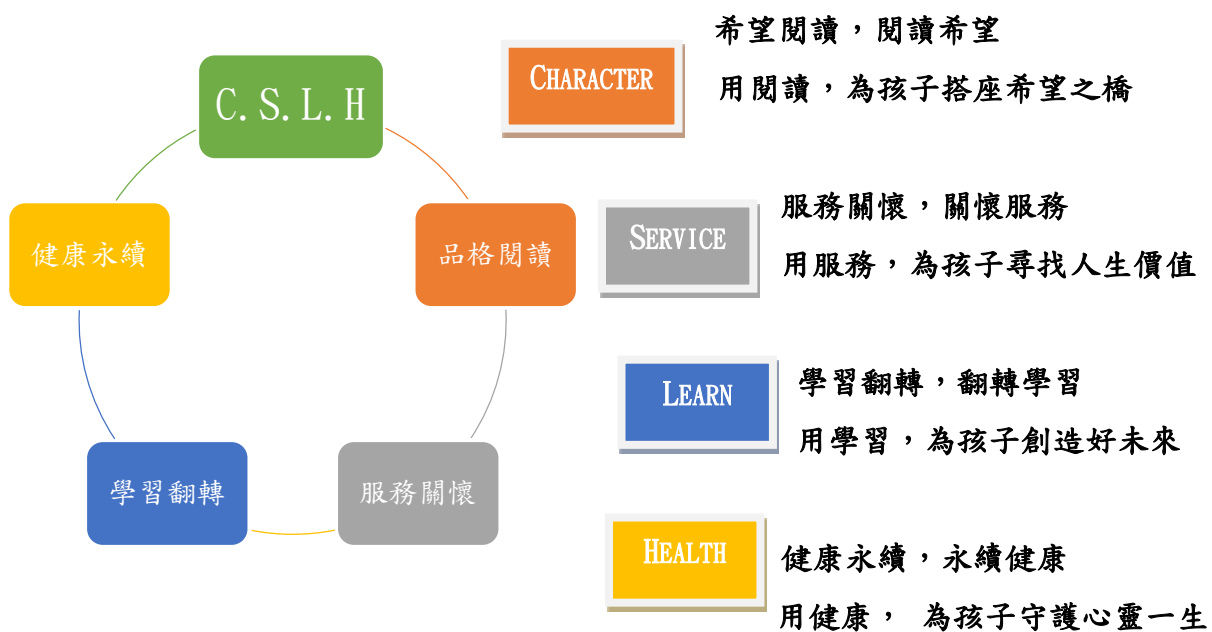 C.S.L.H
健康永續
品格閱讀
學習翻轉
服務關懷
CHARACTER
希望閱讀，閱讀希望
用閱讀，為孩子搭座希望之橋
SERVICE
服務關懷，關懷服務
用服務，為孩子尋找人生價值
LEARN
學習翻轉，翻轉學習
用學習，為孩子創造好未來
HEALTH
健康永續，永續健康
用健康， 為孩子守護心靈一生